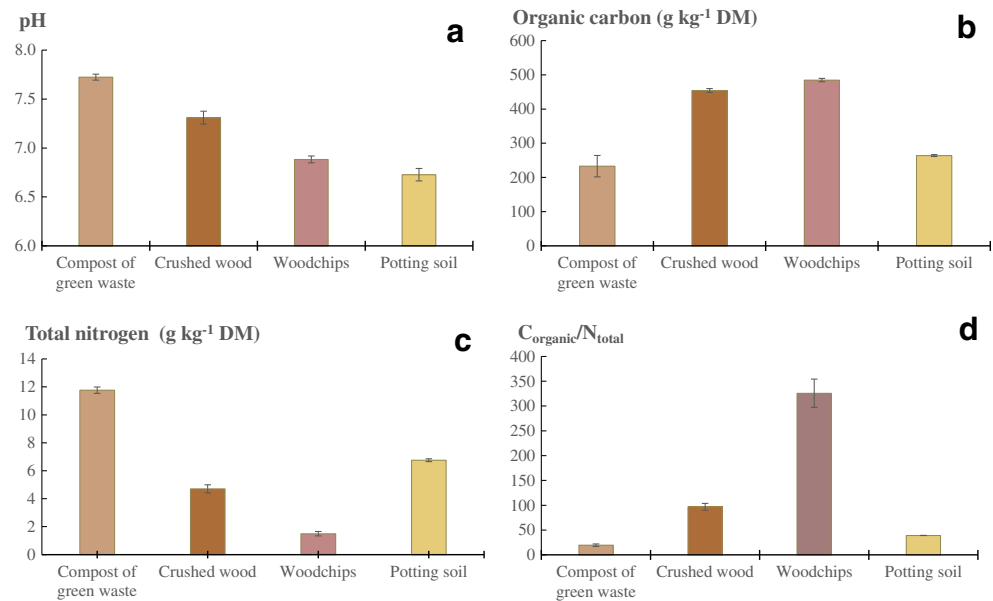 pH
a
8.0
7.5
7.0
6.5
6.0
Compost of
green waste
Crushed wood
Woodchips
Potting soil
Organic carbon (g kg⁻¹ DM)
b
600
500
400
300
200
100
0
Compost of
green waste
Crushed wood
Woodchips
Potting soil
Total nitrogen (g kg⁻¹ DM)
c
14
12
10
8
6
4
2
0
Compost of
green waste
Crushed wood
Woodchips
Potting soil
C_organic/N_total
d
400
350
300
250
200
150
100
50
0
Compost of
green waste
Crushed wood
Woodchips
Potting soil